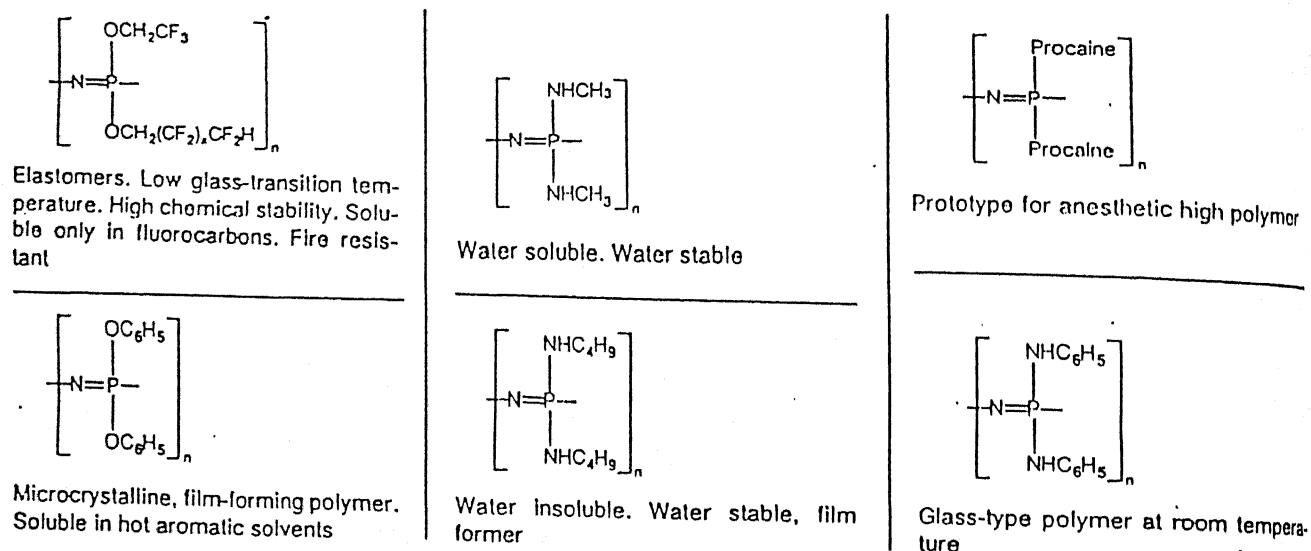 OCH₂CF₃
N=P
OCH₂(CF₂)ₓCF₂H
n
Elastomers. Low glass-transition tem-
perature. High chemical stability. Solu-
ble only in fluorocarbons. Fire resis-
tant
OC₆H₅
N=P
OC₆H₅
n
Microcrystalline, film-forming polymer.
Soluble in hot aromatic solvents
NHCH₃
N=P
NHCH₃
n
Water soluble. Water stable
NHC₄H₉
N=P
NHC₄H₉
n
Water insoluble. Water stable, film
former
Procaine
N=P
Procaine
n
Prototype for anesthetic high polymer
NHC₆H₅
N=P
NHC₆H₅
n
Glass-type polymer at room tempera-
ture